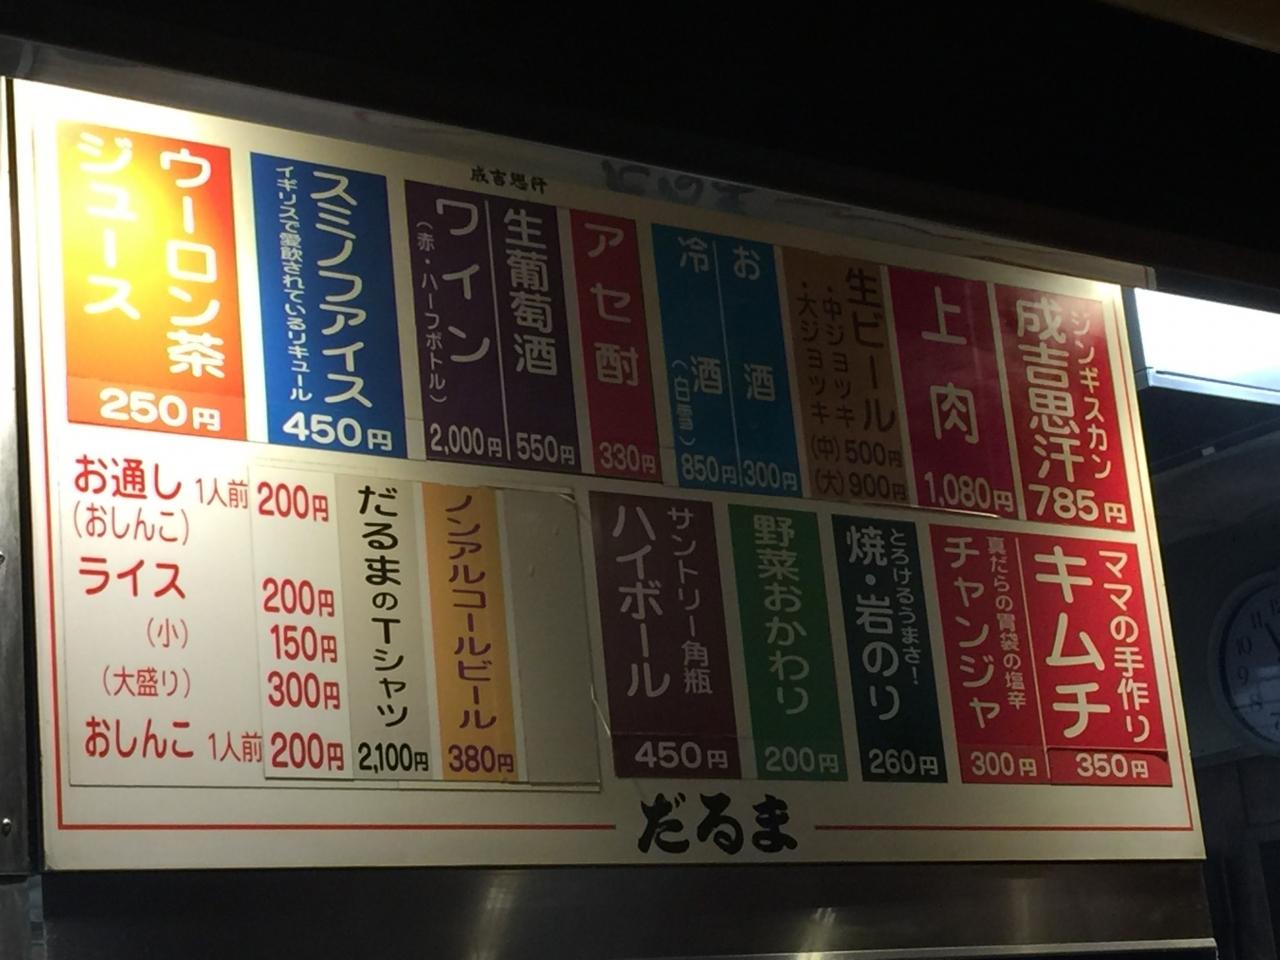 成吉思汗
ジンギスカン
成吉思汗
785円
上肉
1,080円
生ビール
・中ジョッキ(中)500円
・大ジョッキ(大)900円
お酒
300円
冷酒(白雪)
850円
アセ酎
330円
生葡萄酒
550円
ワイン
(赤・ハーフボトル)
2,000円
スミノフアイス
イギリスで愛飲されているリキュール
450円
ウーロン茶
ジュース
250円
ママの手作り
キムチ
350円
真だらの胃袋の塩辛
チャンジャ
300円
とろけるうまさ!
焼・岩のり
260円
野菜おかわり
200円
サントリー角瓶
ハイボール
450円
ノンアルコールビール
380円
だるまのTシャツ
2,100円
お通し 1人前 200円
(おしんこ)
ライス 200円
(小) 150円
(大盛り) 300円
おしんこ 1人前 200円
だるま